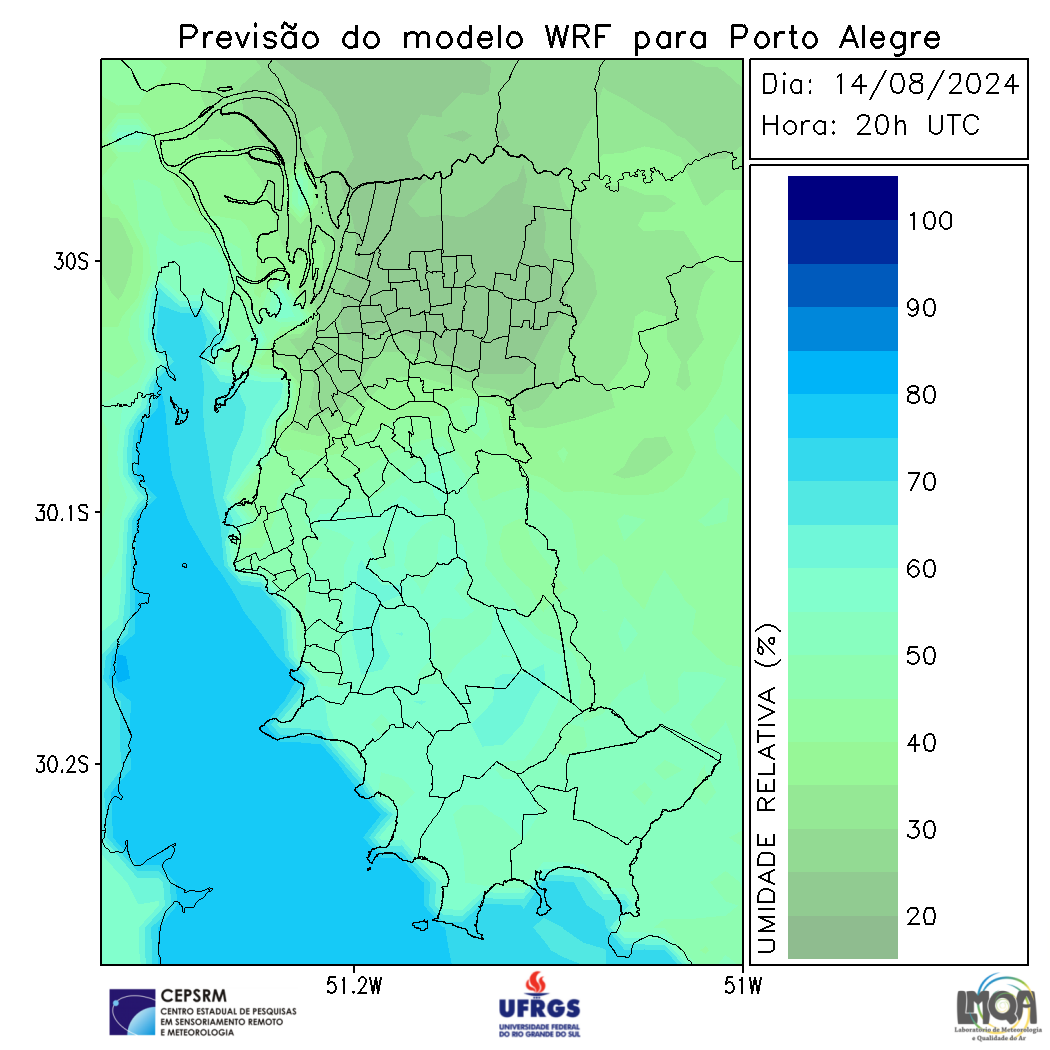 Previsão do modelo WRF para Porto Alegre
Dia: 14/08/2024
Hora: 20h UTC
30S
30.1S
30.2S
51.2W
51W
UMIDADE RELATIVA (%)
100
90
80
70
60
50
40
30
20
CEPSRM
CENTRO ESTADUAL DE PESQUISAS
EM SENSORIAMENTO REMOTO
E METEOROLOGIA
UFRGS
UNIVERSIDADE FEDERAL
DO RIO GRANDE DO SUL
LMQA
Laboratório de Meteorologia
e Qualidade do Ar